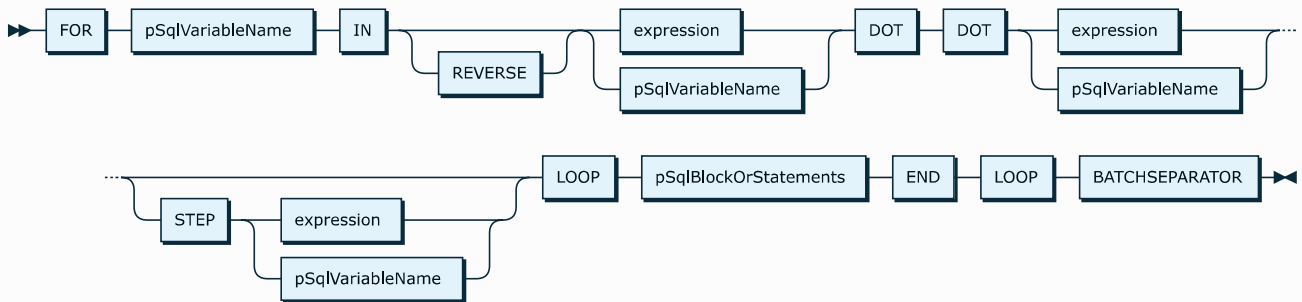 FOR pSqlVariableName IN expression DOT DOT expression
REVERSE pSqlVariableName pSqlVariableName
LOOP pSqlBlockOrStatements END LOOP BATCHSEPARATOR
STEP expression
pSqlVariableName